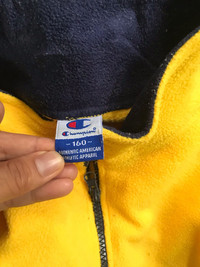 Champion
- 160 -
AUTHENTIC AMERICAN
ATHLETIC APPAREL